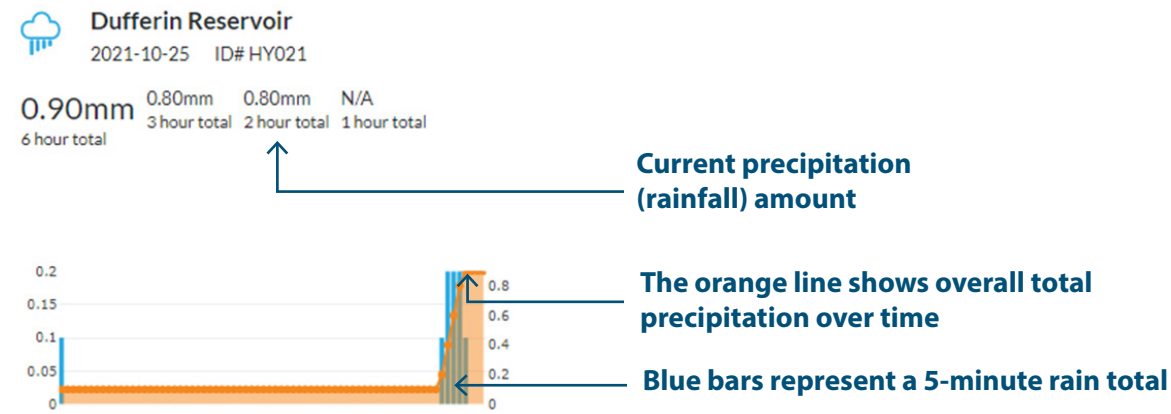 Dufferin Reservoir
2021-10-25 ID# HY021
0.90mm 0.80mm 0.80mm N/A
6 hour total 3 hour total 2 hour total 1 hour total
Current precipitation
(rainfall) amount
0.2
0.15
0.1
0.05
0
0.8
0.6
0.4
0.2
0
The orange line shows overall total
precipitation over time
Blue bars represent a 5-minute rain total